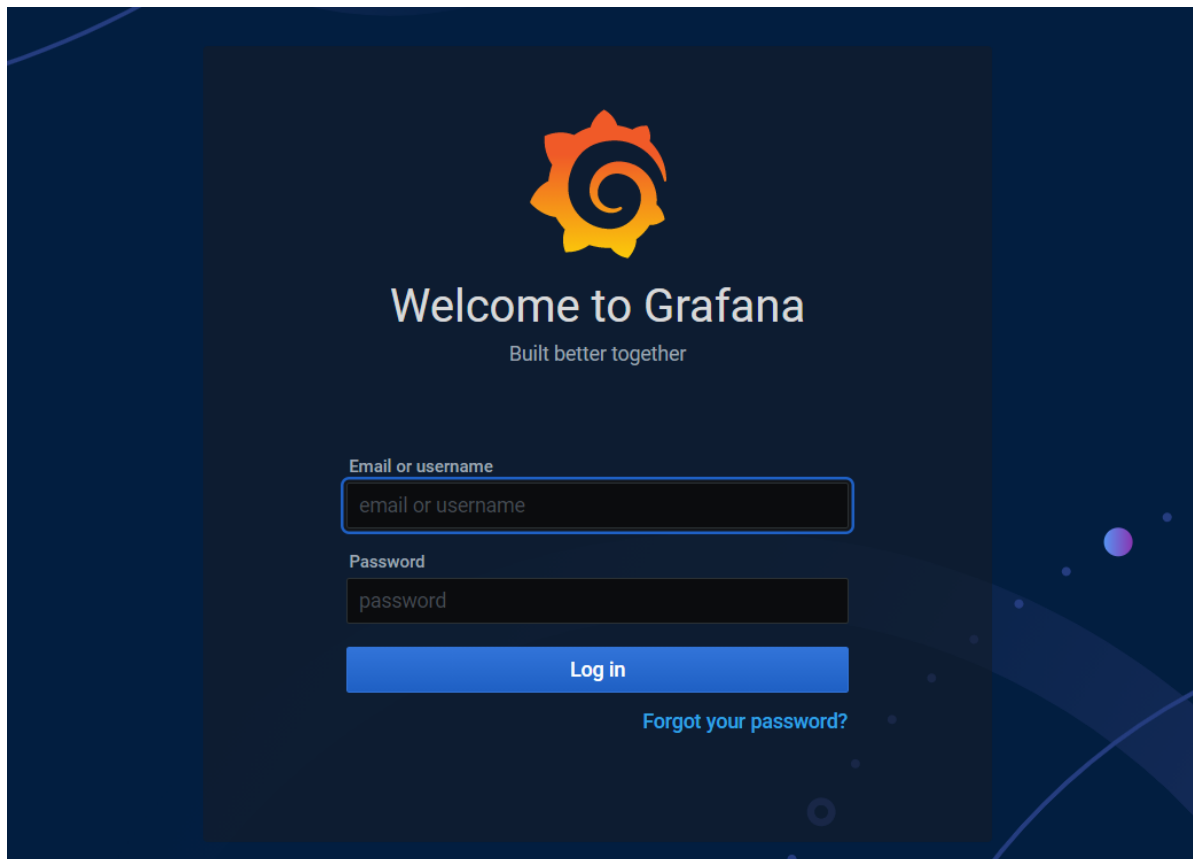 Welcome to Grafana
Built better together
Email or username
email or username
Password
password
Log in
Forgot your password?